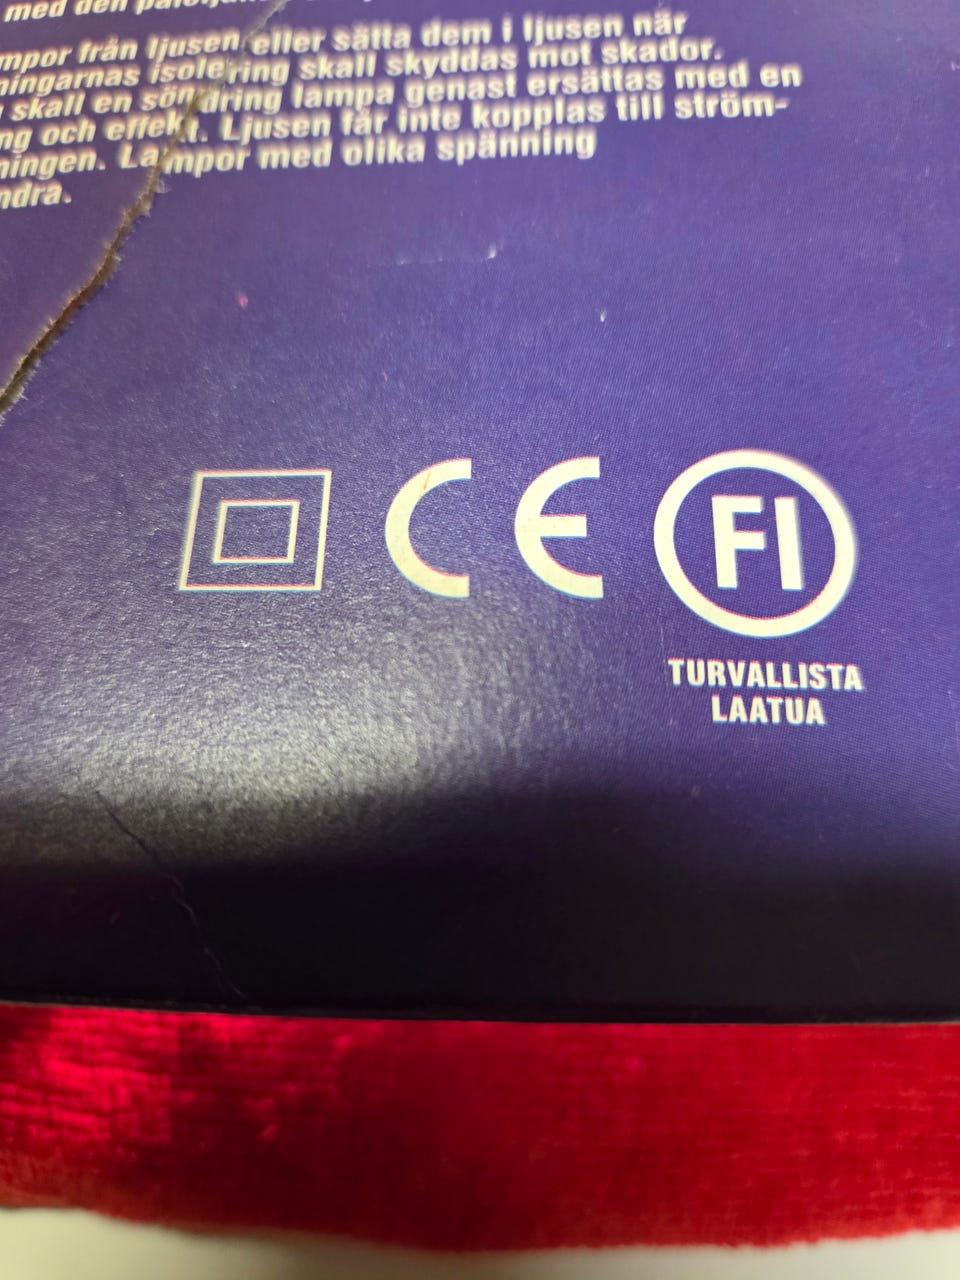 med den
mpor från ljusen eller sätta dem i ljusen när
ningarnas isolering skall skyddas mot skador.
skall en söndring lampa genast ersättas med en
ng och effekt. Ljusen får inte kopplas till ström-
ningen. Lampor med olika spänning
ndra.
CE FI
TURVALLISTA
LAATUA